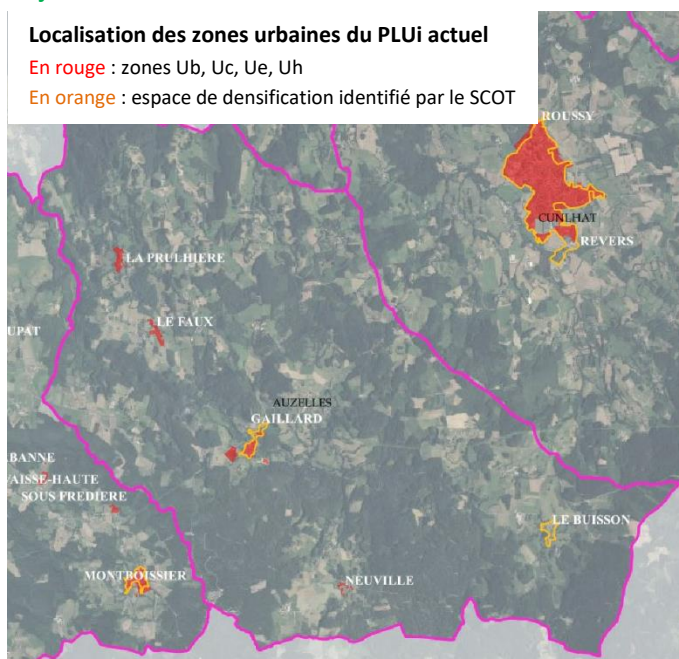 Localisation des zones urbaines du PLUi actuel
En rouge : zones Ub, Uc, Ue, Uh
En orange : espace de densification identifié par le SCOT
ROUSSY
CUNLHAT
REVERS
LA PRULHIERE
LE FAUX
UPAT
AUZELLES
GAILLARD
BANNE
VAISSE-HAUTE
SOUS FREDIERE
LE BUISSON
MONTBOISSIER
NEUVILLE